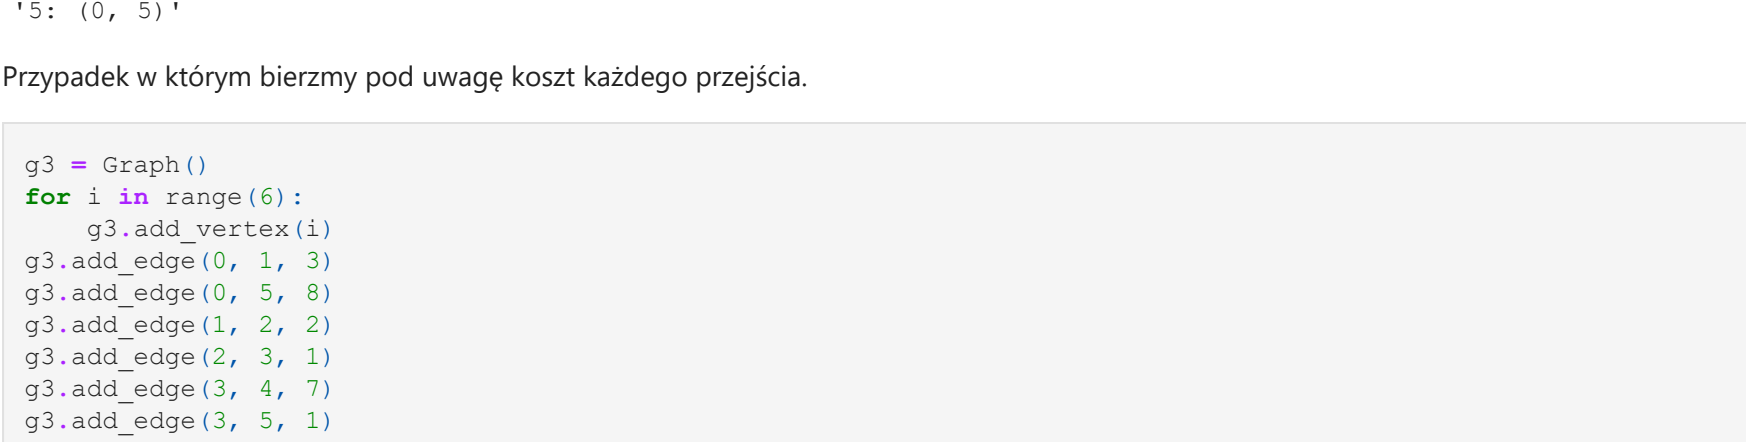 '5: (0, 5)'
Przypadek w którym bierzmy pod uwagę koszt każdego przejścia.
g3 = Graph()
for i in range(6):
    g3.add_vertex(i)
g3.add_edge(0, 1, 3)
g3.add_edge(0, 5, 8)
g3.add_edge(1, 2, 2)
g3.add_edge(2, 3, 1)
g3.add_edge(3, 4, 7)
g3.add_edge(3, 5, 1)